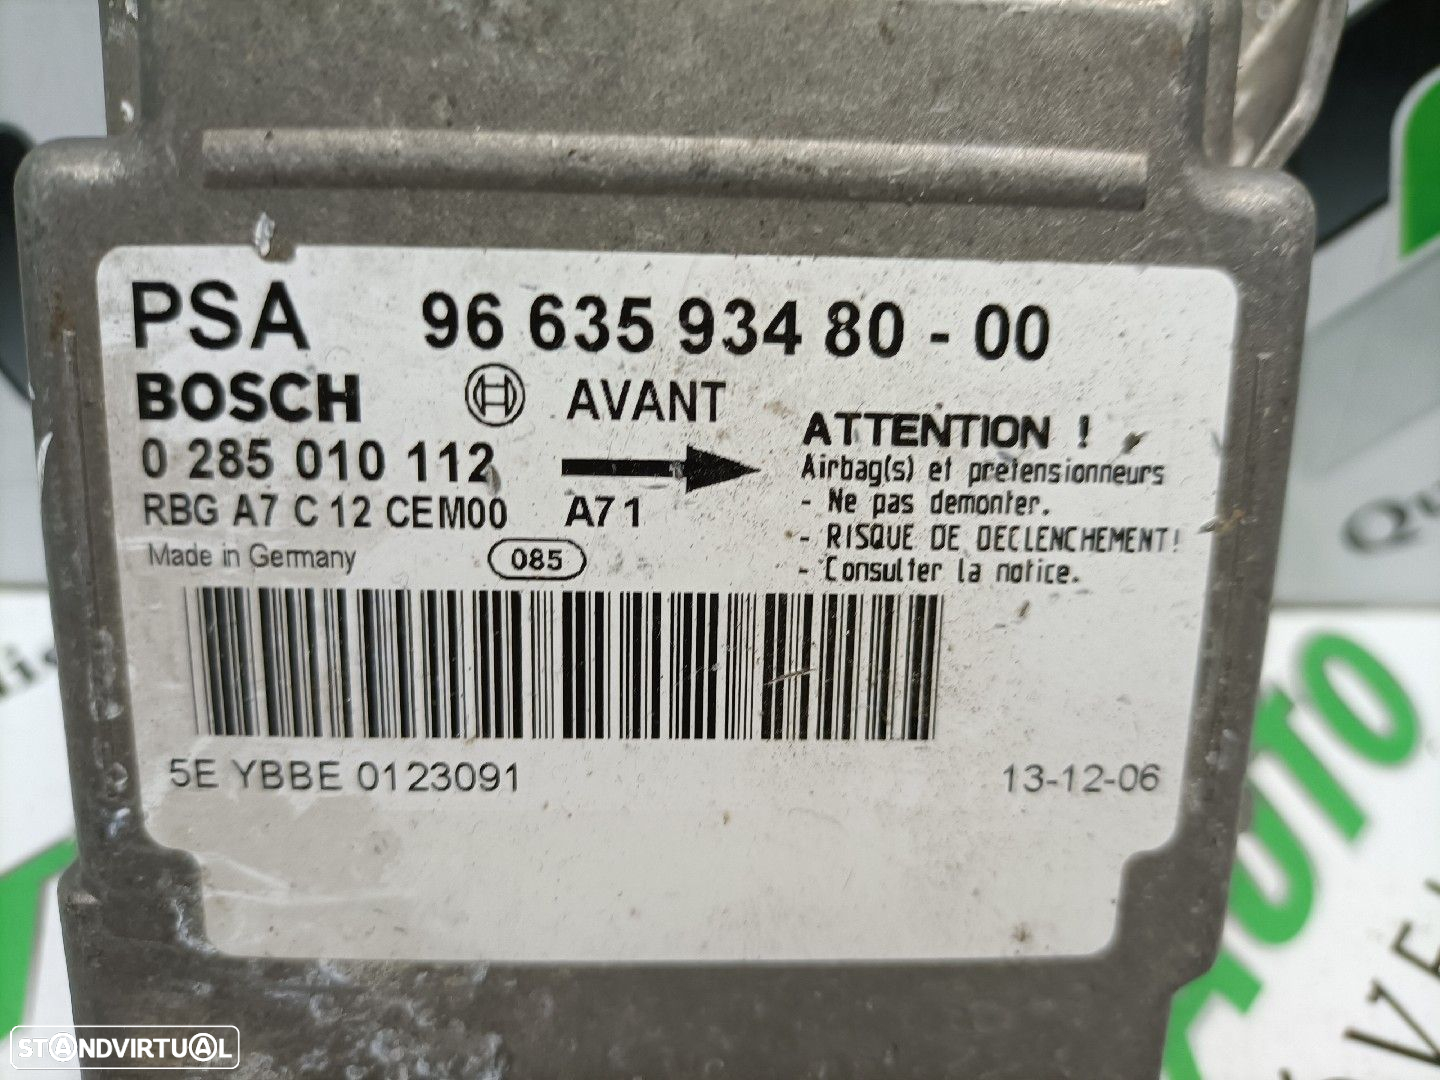 PSA 96 635 934 80 - 00
BOSCH AVANT
0 285 010 112
RBG A7 C 12 CEM00 A71
Made in Germany 085
ATTENTION !
Airbag(s) et pretensionneurs
- Ne pas demonter.
- RISQUE DE DECLENCHEMENT!
- Consulter la notice.
5E YBBE 0123091 13-12-06
STANDVIRTUAL